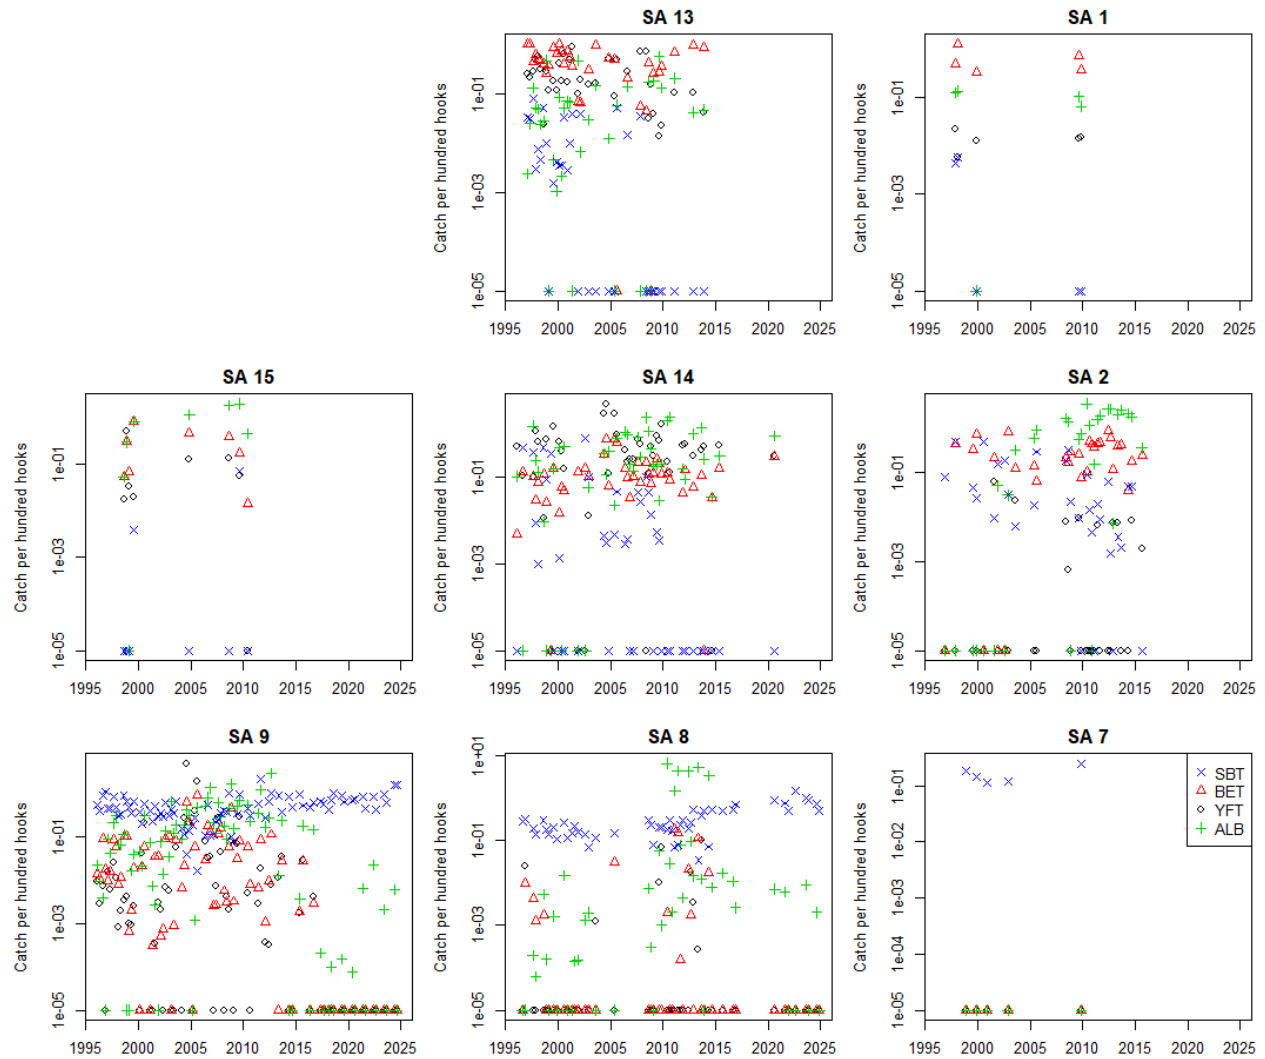 SA 13
Catch per hundred hooks
1e-01
1e-03
1e-05
1995 2000 2005 2010 2015 2020 2025
SA 1
Catch per hundred hooks
1e-01
1e-03
1e-05
1995 2000 2005 2010 2015 2020 2025
SA 15
Catch per hundred hooks
1e-01
1e-03
1e-05
1995 2000 2005 2010 2015 2020 2025
SA 14
Catch per hundred hooks
1e-01
1e-03
1e-05
1995 2000 2005 2010 2015 2020 2025
SA 2
Catch per hundred hooks
1e-01
1e-03
1e-05
1995 2000 2005 2010 2015 2020 2025
SA 9
Catch per hundred hooks
1e-01
1e-03
1e-05
1995 2000 2005 2010 2015 2020 2025
SA 8
Catch per hundred hooks
1e+01
1e-01
1e-03
1e-05
1995 2000 2005 2010 2015 2020 2025
SA 7
Catch per hundred hooks
1e-01
1e-02
1e-03
1e-04
1e-05
1995 2000 2005 2010 2015 2020 2025
SBT
BET
YFT
ALB